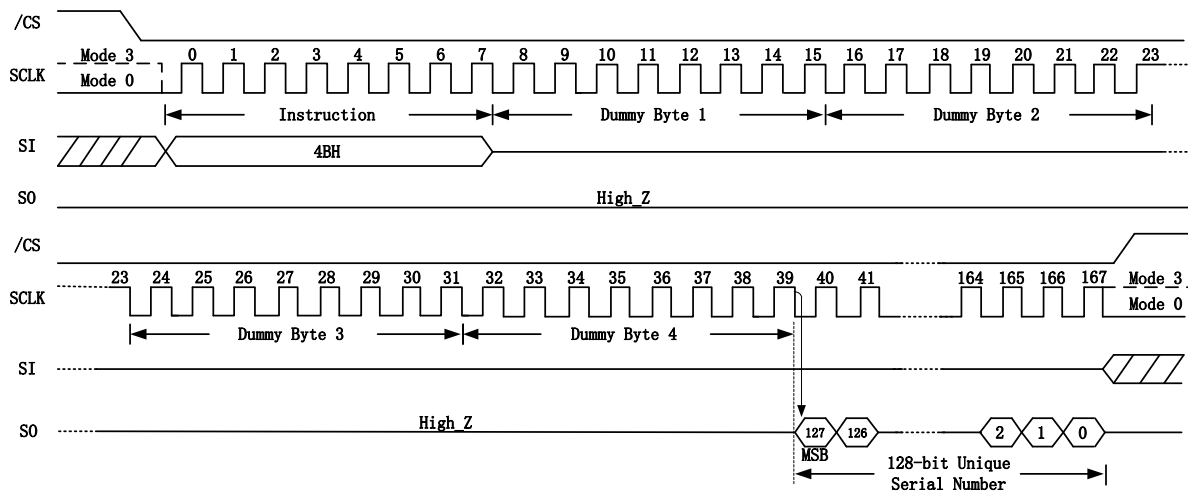 /CS
Mode 3 0 1 2 3 4 5 6 7 8 9 10 11 12 13 14 15 16 17 18 19 20 21 22 23
SCLK
Mode 0
Instruction Dummy Byte 1 Dummy Byte 2
SI
4BH
SO
High_Z
/CS
23 24 25 26 27 28 29 30 31 32 33 34 35 36 37 38 39 40 41 164 165 166 167 Mode 3
SCLK
Mode 0
Dummy Byte 3 Dummy Byte 4
SI
High_Z
SO
127 126 2 1 0
MSB
128-bit Unique
Serial Number